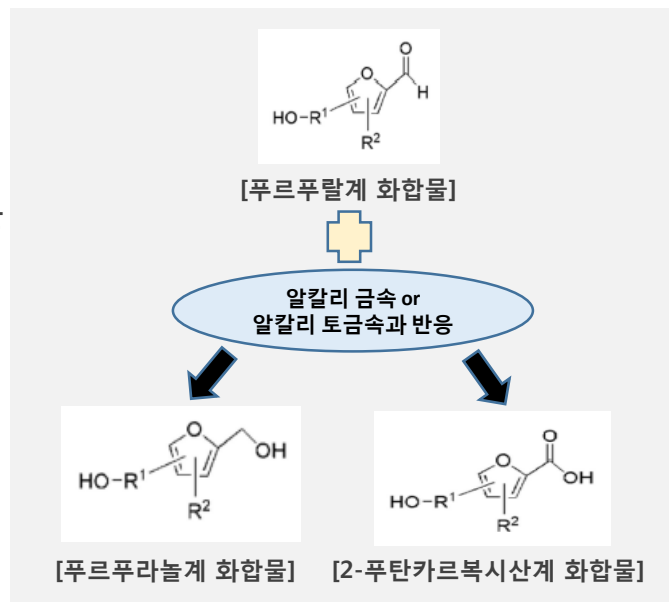 O
O
H
HO-R¹
R²
[푸르푸랄계 화합물]
알칼리 금속 or
알칼리 토금속과 반응
O
OH
HO-R¹
R²
[푸르푸라놀계 화합물]
O
O
OH
HO-R¹
R²
[2-푸탄카르복시산계 화합물]